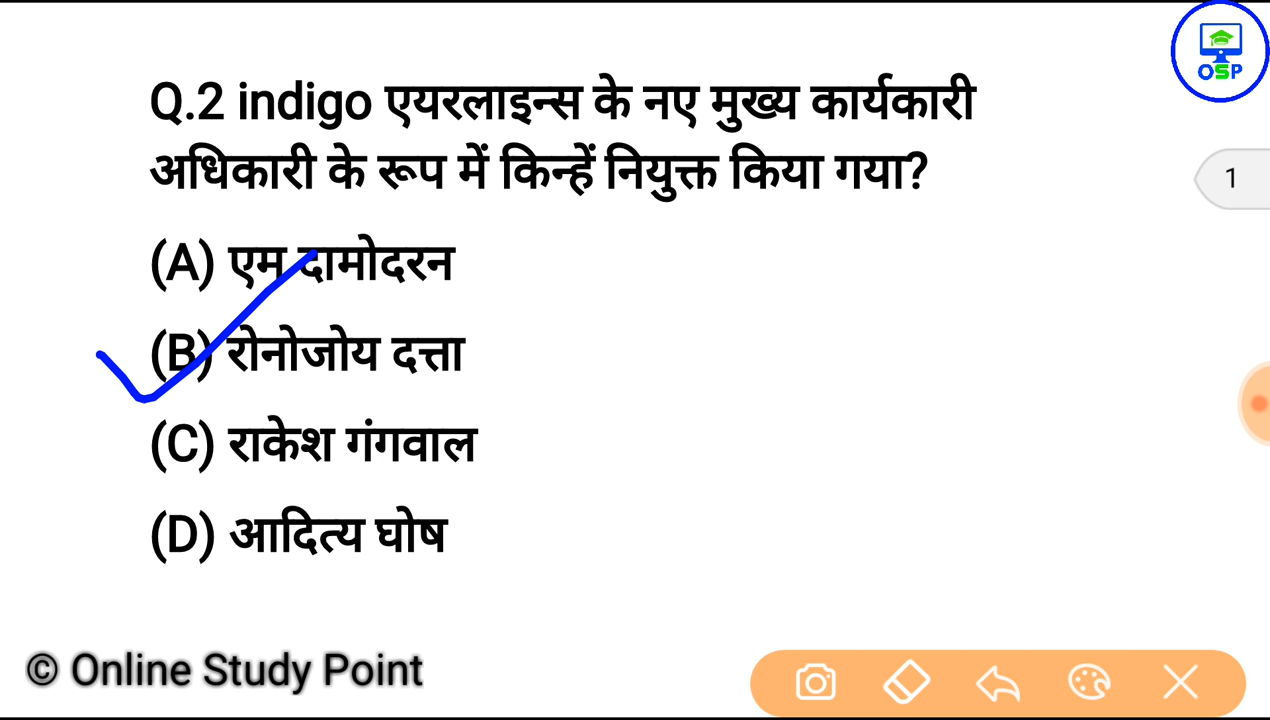 OSP
Q.2 indigo एयरलाइन्स के नए मुख्य कार्यकारी
अधिकारी के रूप में किन्हें नियुक्त किया गया?
1
(A) एम दामोदरन
(B) रोनोजोय दत्ता
(C) राकेश गंगवाल
(D) आदित्य घोष
© Online Study Point